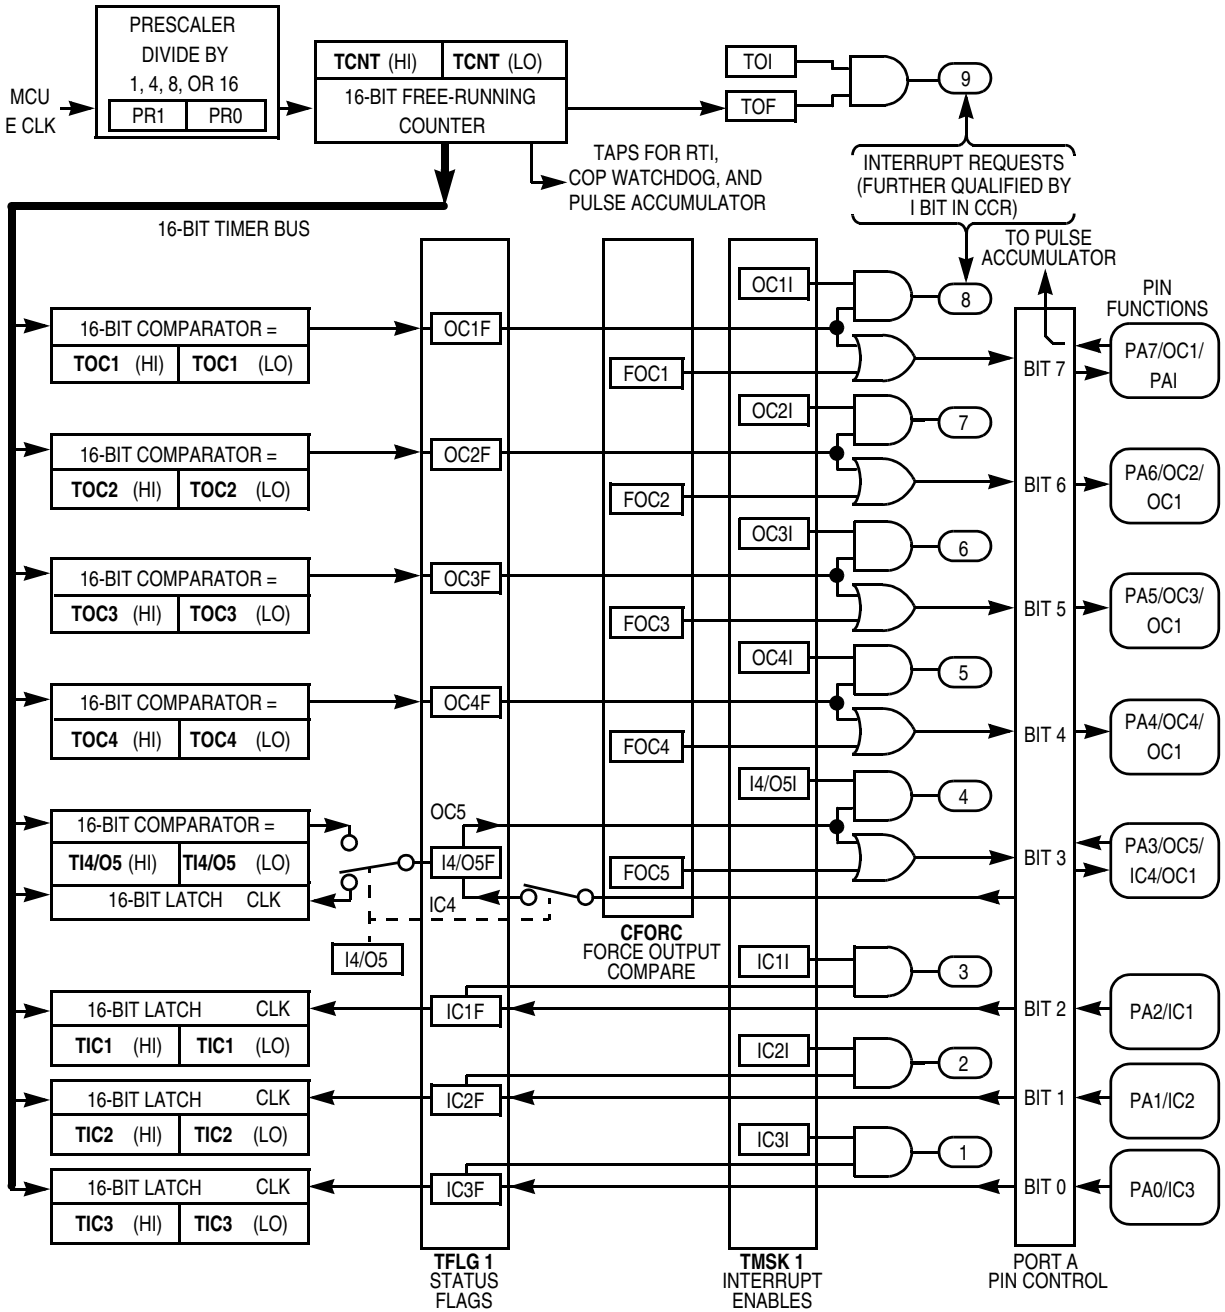 PRESCALER
DIVIDE BY
1, 4, 8, OR 16
PR1 PR0
MCU
E CLK
TCNT (HI) TCNT (LO)
16-BIT FREE-RUNNING
COUNTER
TOI
TOF
9
TAPS FOR RTI,
COP WATCHDOG, AND
PULSE ACCUMULATOR
INTERRUPT REQUESTS
(FURTHER QUALIFIED BY
I BIT IN CCR)
16-BIT TIMER BUS
TO PULSE
ACCUMULATOR
PIN
FUNCTIONS
OC1I
8
16-BIT COMPARATOR =
TOC1 (HI) TOC1 (LO)
OC1F
FOC1
BIT 7
PA7/OC1/
PAI
OC2I
7
16-BIT COMPARATOR =
TOC2 (HI) TOC2 (LO)
OC2F
FOC2
BIT 6
PA6/OC2/
OC1
OC3I
6
16-BIT COMPARATOR =
TOC3 (HI) TOC3 (LO)
OC3F
FOC3
BIT 5
PA5/OC3/
OC1
OC4I
5
16-BIT COMPARATOR =
TOC4 (HI) TOC4 (LO)
OC4F
FOC4
BIT 4
PA4/OC4/
OC1
I4/O5I
4
16-BIT COMPARATOR =
TI4/O5 (HI) TI4/O5 (LO)
16-BIT LATCH CLK
OC5
I4/O5F
IC4
I4/O5
FOC5
BIT 3
PA3/OC5/
IC4/OC1
CFORC
FORCE OUTPUT
COMPARE
IC1I
3
16-BIT LATCH CLK
TIC1 (HI) TIC1 (LO)
IC1F
BIT 2
PA2/IC1
IC2I
2
16-BIT LATCH CLK
TIC2 (HI) TIC2 (LO)
IC2F
BIT 1
PA1/IC2
IC3I
1
16-BIT LATCH CLK
TIC3 (HI) TIC3 (LO)
IC3F
BIT 0
PA0/IC3
TFLG 1
STATUS
FLAGS
TMSK 1
INTERRUPT
ENABLES
PORT A
PIN CONTROL